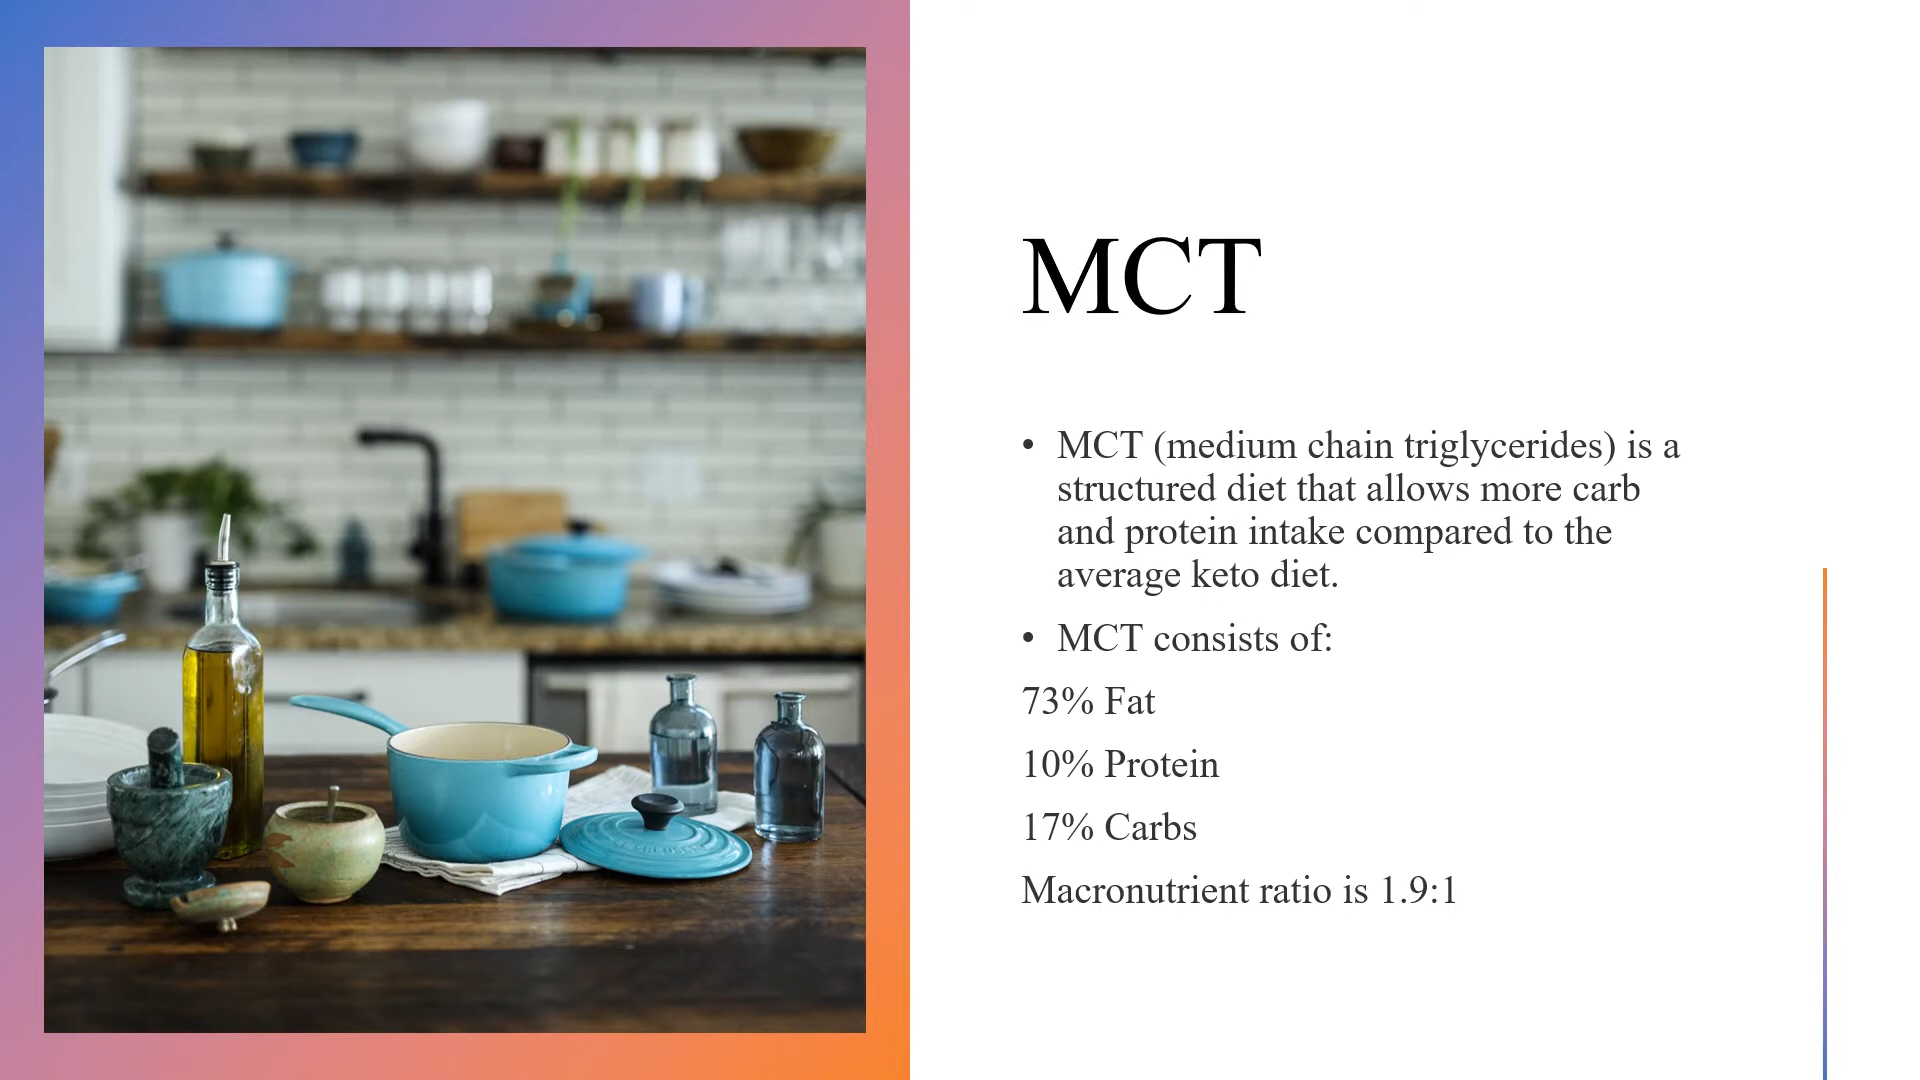 MCT
• MCT (medium chain triglycerides) is a
structured diet that allows more carb
and protein intake compared to the
average keto diet.
• MCT consists of:
73% Fat
10% Protein
17% Carbs
Macronutrient ratio is 1.9:1